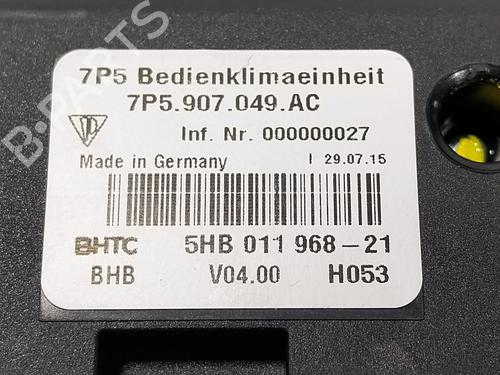 B-PARTS
7P5 Bedienklimaeinheit
7P5.907.049.AC
Inf. Nr. 000000027
Made in Germany I 29.07.15
BHTC 5HB 011 968-21
BHB V04.00 H053